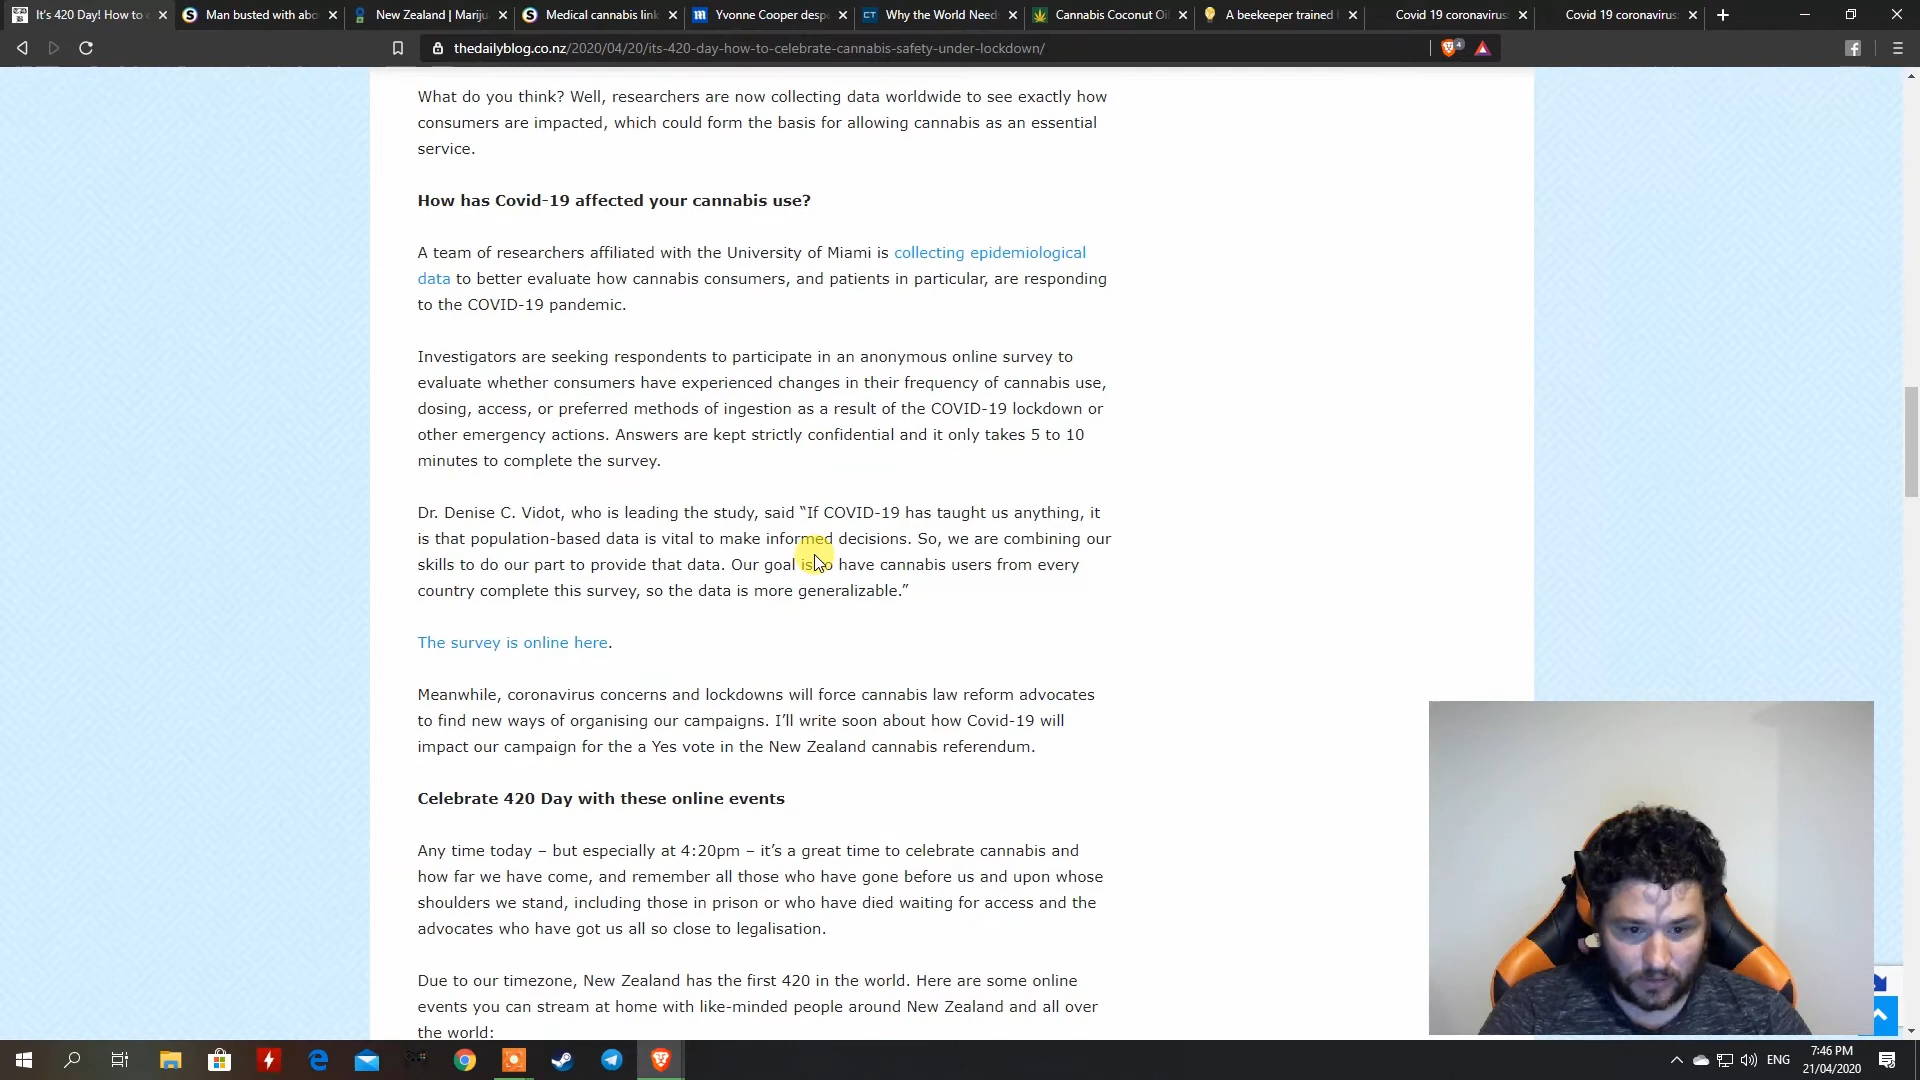 It's 420 Day! How to c
Man busted with abo
New Zealand | Mariju
Medical cannabis link
Yvonne Cooper desp
CT Why the World Need
Cannabis Coconut Oi
A beekeeper trained
Covid 19 coronavirus
Covid 19 coronavirus
thedailyblog.co.nz/2020/04/20/its-420-day-how-to-celebrate-cannabis-safety-under-lockdown/
4
What do you think? Well, researchers are now collecting data worldwide to see exactly how
consumers are impacted, which could form the basis for allowing cannabis as an essential
service.
How has Covid-19 affected your cannabis use?
A team of researchers affiliated with the University of Miami is collecting epidemiological
data to better evaluate how cannabis consumers, and patients in particular, are responding
to the COVID-19 pandemic.
Investigators are seeking respondents to participate in an anonymous online survey to
evaluate whether consumers have experienced changes in their frequency of cannabis use,
dosing, access, or preferred methods of ingestion as a result of the COVID-19 lockdown or
other emergency actions. Answers are kept strictly confidential and it only takes 5 to 10
minutes to complete the survey.
Dr. Denise C. Vidot, who is leading the study, said “If COVID-19 has taught us anything, it
is that population-based data is vital to make informed decisions. So, we are combining our
skills to do our part to provide that data. Our goal is to have cannabis users from every
country complete this survey, so the data is more generalizable.”
The survey is online here.
Meanwhile, coronavirus concerns and lockdowns will force cannabis law reform advocates
to find new ways of organising our campaigns. I’ll write soon about how Covid-19 will
impact our campaign for the a Yes vote in the New Zealand cannabis referendum.
Celebrate 420 Day with these online events
Any time today – but especially at 4:20pm – it’s a great time to celebrate cannabis and
how far we have come, and remember all those who have gone before us and upon whose
shoulders we stand, including those in prison or who have died waiting for access and the
advocates who have got us all so close to legalisation.
Due to our timezone, New Zealand has the first 420 in the world. Here are some online
events you can stream at home with like-minded people around New Zealand and all over
the world:
ENG
7:46 PM
21/04/2020